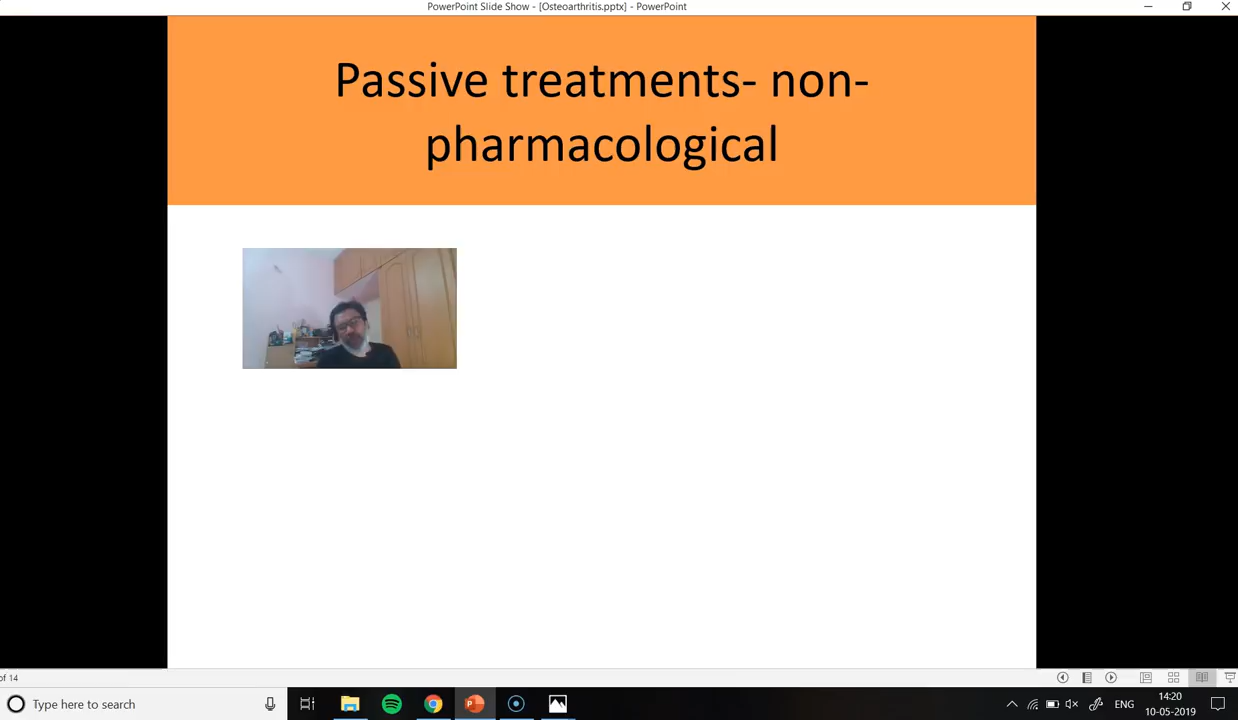 PowerPoint Slide Show - [Osteoarthritis.pptx] - PowerPoint
Passive treatments- non-
pharmacological
of 14
Type here to search
ENG
14:20
10-05-2019